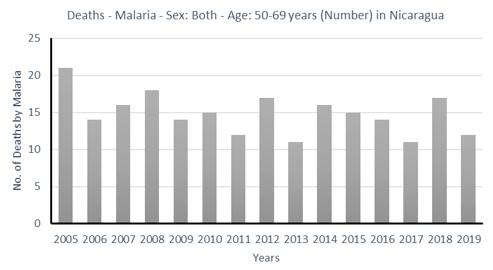 Deaths - Malaria - Sex: Both - Age: 50-69 years (Number) in Nicaragua
25
20
15
10
5
0
No. of Deaths by Malaria
2005 2006 2007 2008 2009 2010 2011 2012 2013 2014 2015 2016 2017 2018 2019
Years